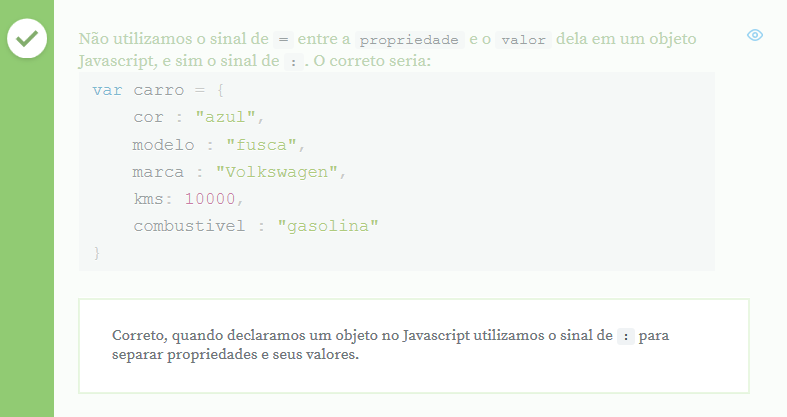 Não utilizamos o sinal de = entre a propriedade e o valor dela em um objeto
Javascript, e sim o sinal de : . O correto seria:
var carro = {
    cor : "azul",
    modelo : "fusca",
    marca : "Volkswagen",
    kms: 10000,
    combustivel : "gasolina"
}
Correto, quando declaramos um objeto no Javascript utilizamos o sinal de : para
separar propriedades e seus valores.